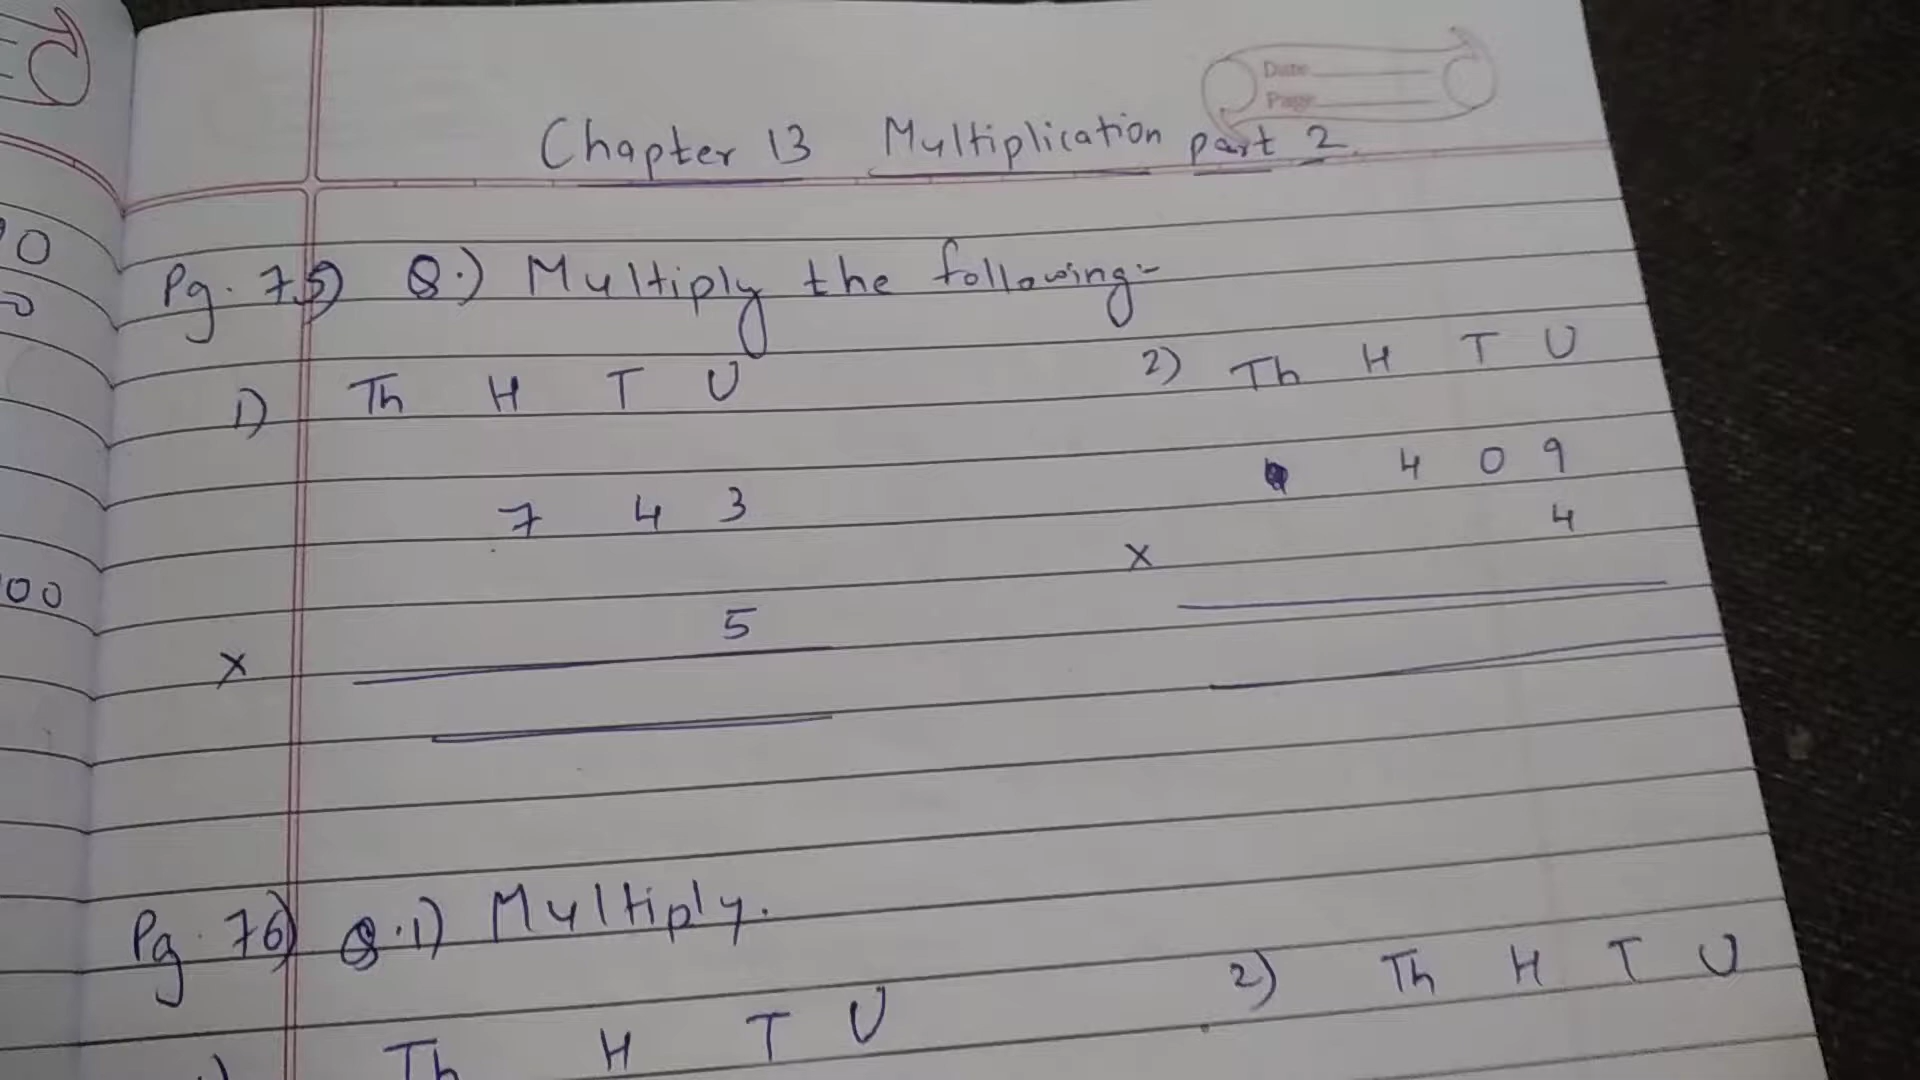 Date
Page
Chapter 13 Multiplication part 2
Pg. 75) Q.) Multiply the following:-
1) Th H T U
2) Th H T U
7 4 3
4 0 9
x 5
x 4
00
Pg. 76) Q.1) Multiply.
Th H T U
2) Th H T U